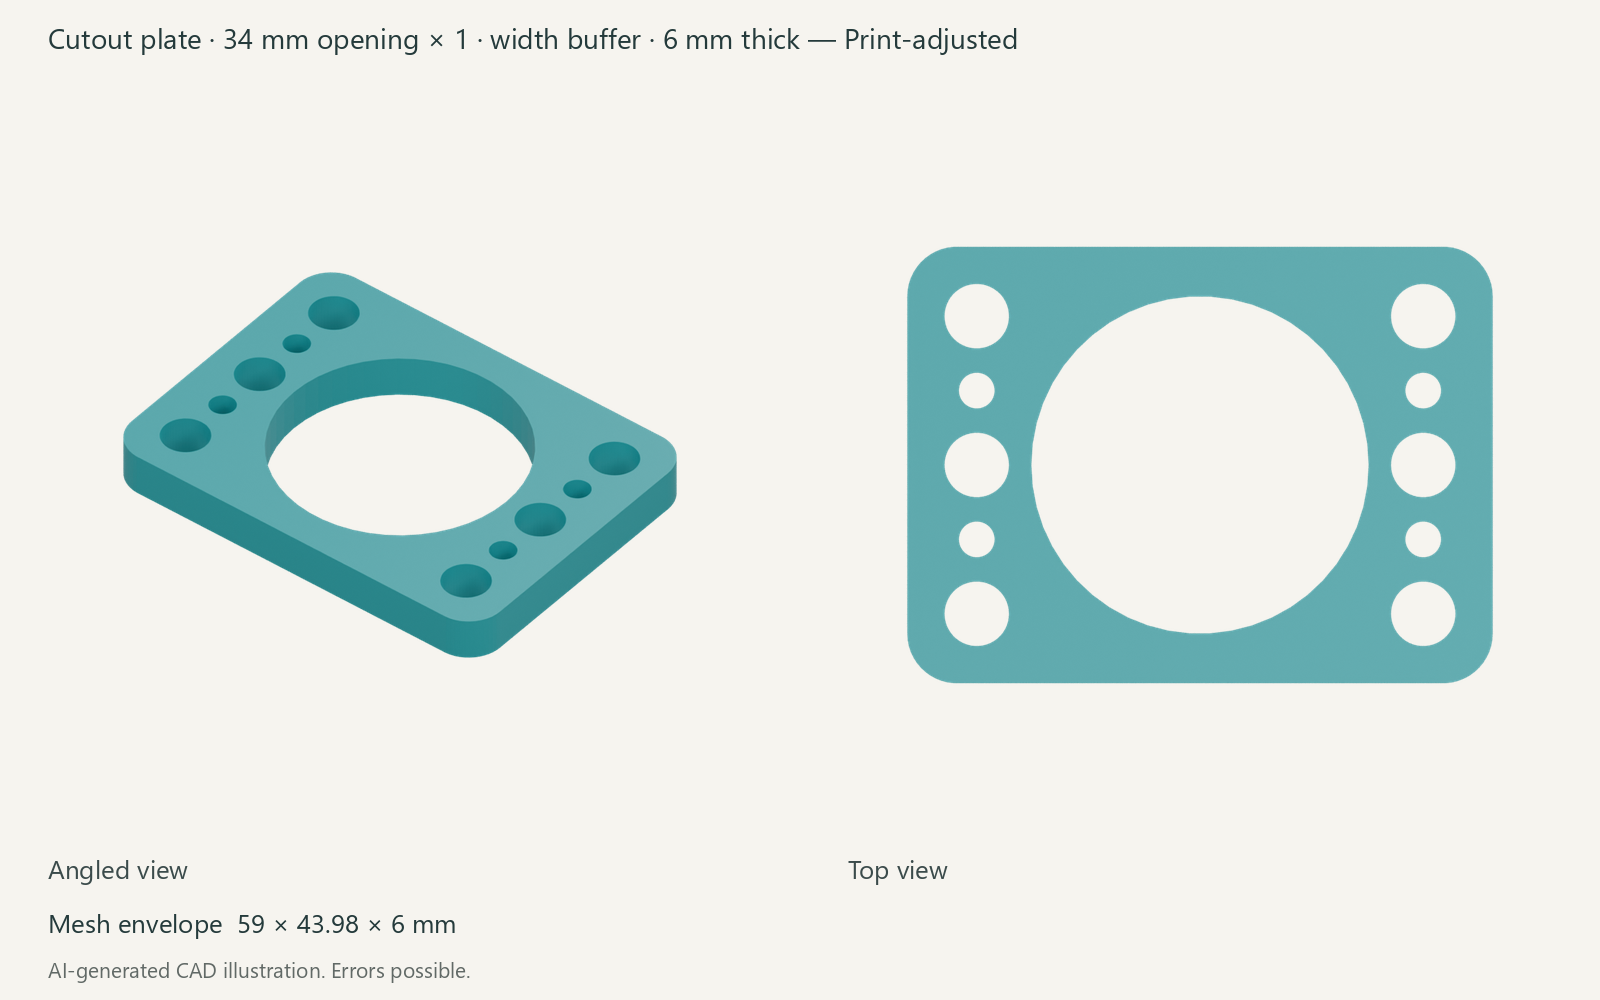 Cutout plate · 34 mm opening × 1 · width buffer · 6 mm thick — Print-adjusted
Angled view
Top view
Mesh envelope  59 × 43.98 × 6 mm
AI-generated CAD illustration. Errors possible.